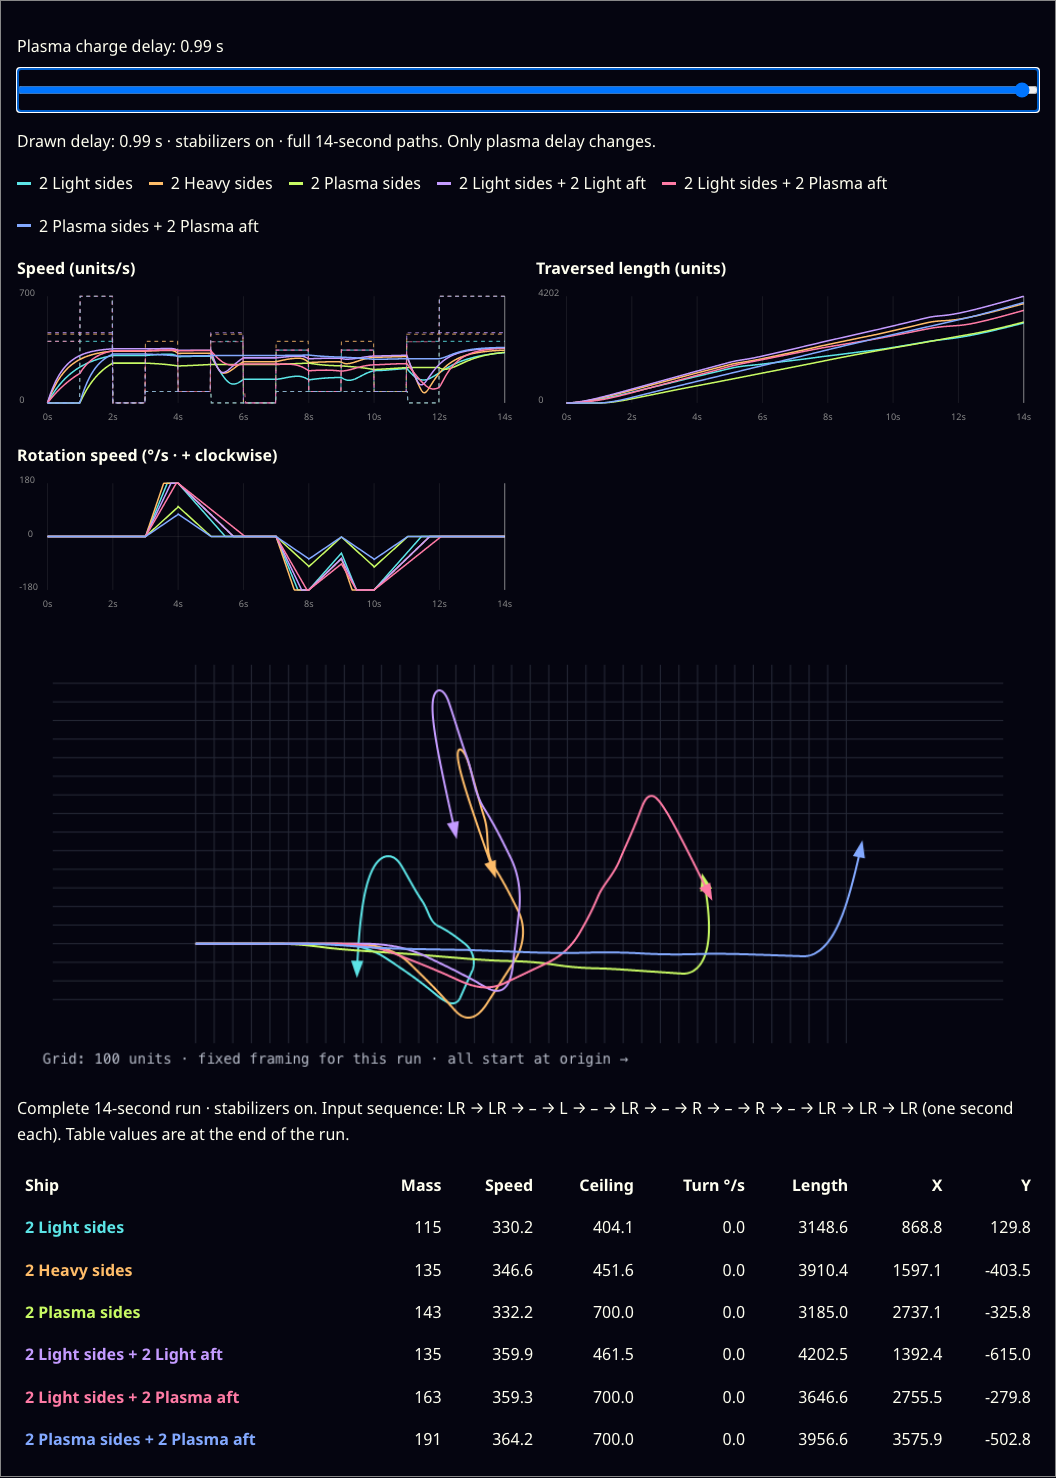 Plasma charge delay: 0.99 s
Drawn delay: 0.99 s · stabilizers on · full 14-second paths. Only plasma delay changes.
2 Light sides 2 Heavy sides 2 Plasma sides 2 Light sides + 2 Light aft 2 Light sides + 2 Plasma aft
2 Plasma sides + 2 Plasma aft
Speed (units/s)
700
0
0s 2s 4s 6s 8s 10s 12s 14s
Traversed length (units)
4202
0
0s 2s 4s 6s 8s 10s 12s 14s
Rotation speed (°/s · + clockwise)
180
0
-180
0s 2s 4s 6s 8s 10s 12s 14s
Grid: 100 units · fixed framing for this run · all start at origin →
Complete 14-second run · stabilizers on. Input sequence: LR → LR → – → L → – → LR → – → R → – → R → – → LR → LR → LR (one second
each). Table values are at the end of the run.
Ship Mass Speed Ceiling Turn °/s Length X Y
2 Light sides 115 330.2 404.1 0.0 3148.6 868.8 129.8
2 Heavy sides 135 346.6 451.6 0.0 3910.4 1597.1 -403.5
2 Plasma sides 143 332.2 700.0 0.0 3185.0 2737.1 -325.8
2 Light sides + 2 Light aft 135 359.9 461.5 0.0 4202.5 1392.4 -615.0
2 Light sides + 2 Plasma aft 163 359.3 700.0 0.0 3646.6 2755.5 -279.8
2 Plasma sides + 2 Plasma aft 191 364.2 700.0 0.0 3956.6 3575.9 -502.8